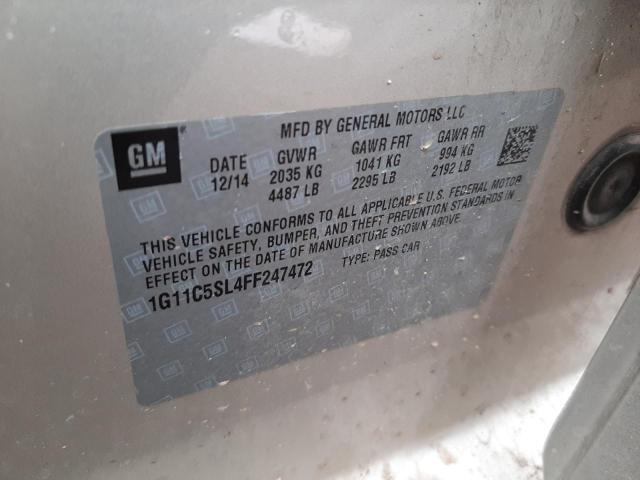 GM
MFD BY GENERAL MOTORS LLC
DATE GVWR GAWR FRT GAWR RR
12/14 2035 KG 1041 KG 994 KG
4487 LB 2295 LB 2192 LB
THIS VEHICLE CONFORMS TO ALL APPLICABLE U.S. FEDERAL MOTOR
VEHICLE SAFETY, BUMPER, AND THEFT PREVENTION STANDARDS IN
EFFECT ON THE DATE OF MANUFACTURE SHOWN ABOVE.
1G11C5SL4FF247472 TYPE: PASS CAR